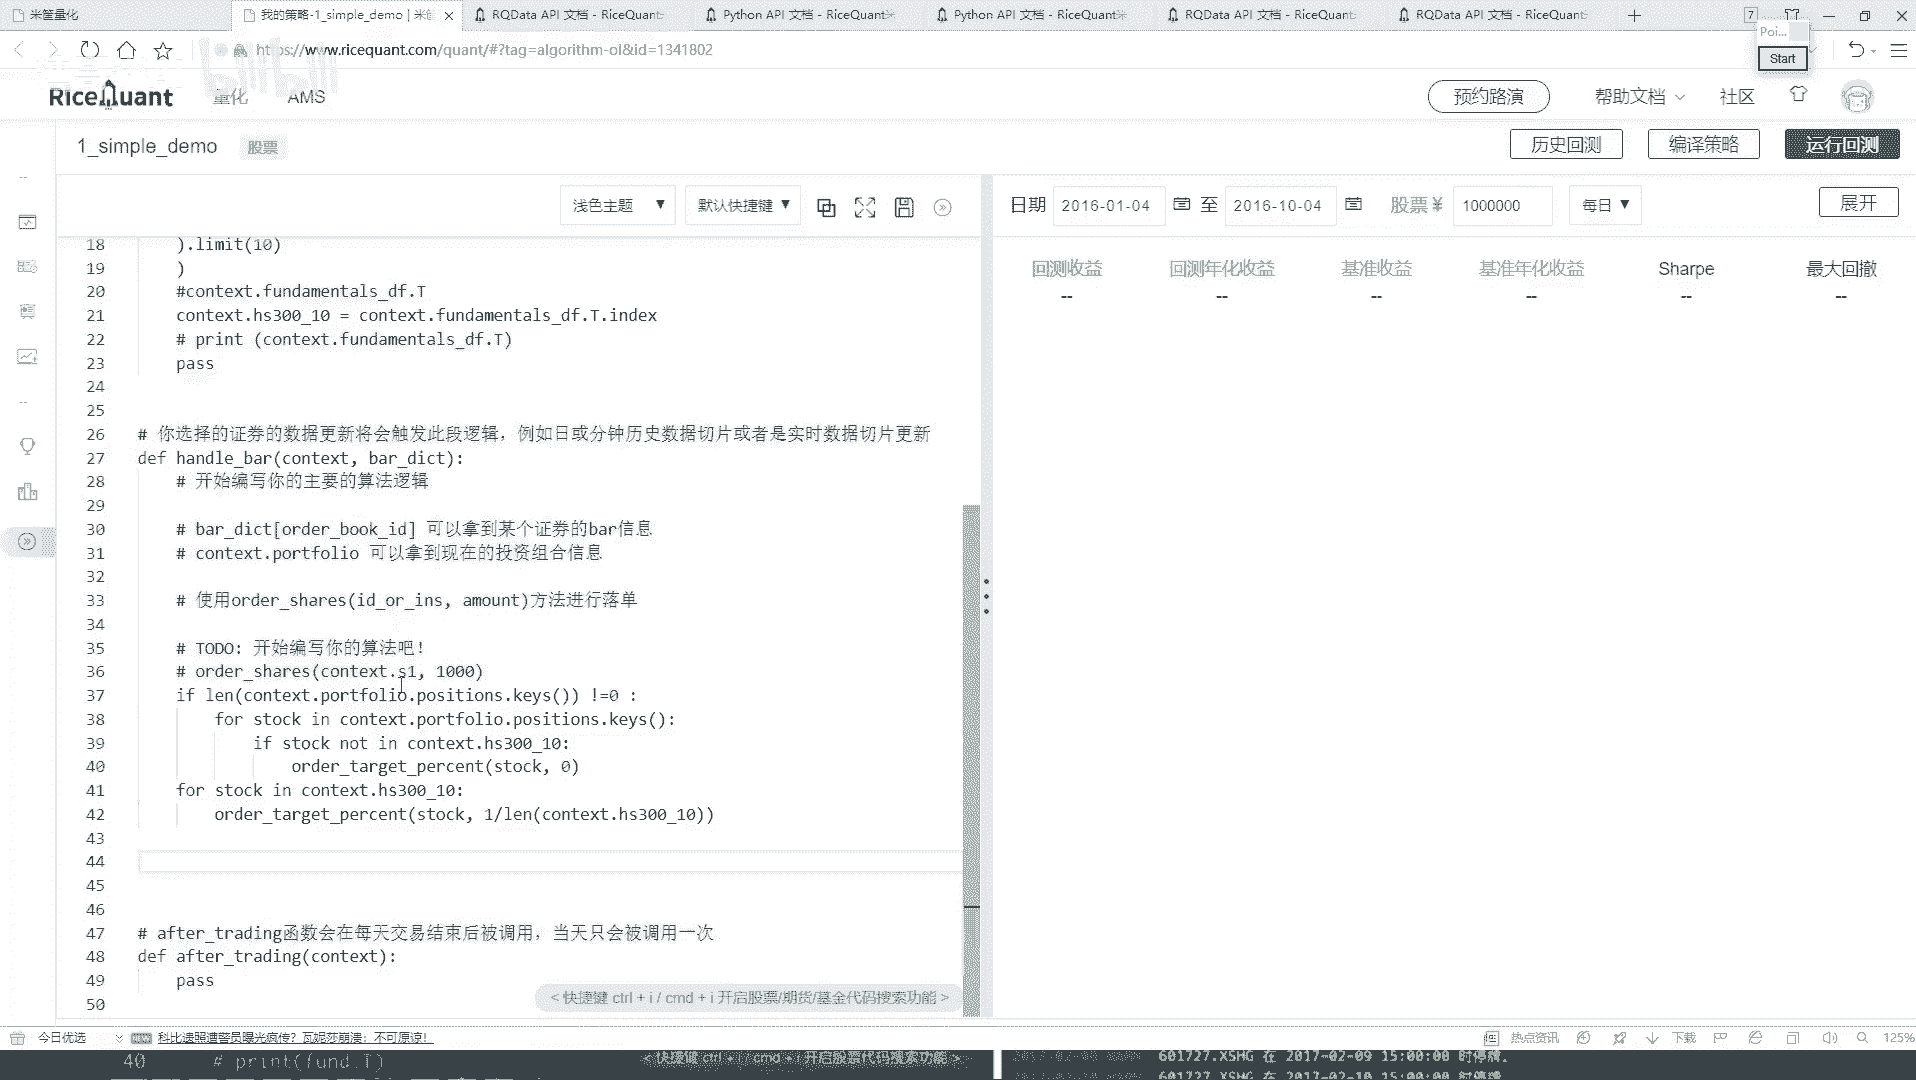 米筐量化
我的策略-1_simple_demo | 米筐
RQData API 文档 - RiceQuant
Python API 文档 - RiceQuant米
Python API 文档 - RiceQuant米
RQData API 文档 - RiceQuant
RQData API 文档 - RiceQuant
7
Poi...
Start
https://www.ricequant.com/quant/#?tag=algorithm-ol&id=1341802
bilibili
RiceQuant
量化
AMS
预约路演
帮助文档
社区
1_simple_demo
股票
历史回测
编译策略
运行回测
浅色主题 ▼
默认快捷键 ▼
日期 2016-01-04 至 2016-10-04 股票 ¥ 1000000 每日 ▼
展开
回测收益 回测年化收益 基准收益 基准年化收益 Sharpe 最大回撤
-- -- -- -- -- --
18 ).limit(10)
19 )
20 #context.fundamentals_df.T
21 context.hs300_10 = context.fundamentals_df.T.index
22 # print (context.fundamentals_df.T)
23 pass
24
25
26 # 你选择的证券的数据更新将会触发此段逻辑，例如日或分钟历史数据切片或者是实时数据切片更新
27 def handle_bar(context, bar_dict):
28 # 开始编写你的主要的算法逻辑
29
30 # bar_dict[order_book_id] 可以拿到某个证券的bar信息
31 # context.portfolio 可以拿到现在的投资组合信息
32
33 # 使用order_shares(id_or_ins, amount)方法进行落单
34
35 # TODO: 开始编写你的算法吧！
36 # order_shares(context.s1, 1000)
37 if len(context.portfolio.positions.keys()) !=0 :
38 for stock in context.portfolio.positions.keys():
39 if stock not in context.hs300_10:
40 order_target_percent(stock, 0)
41 for stock in context.hs300_10:
42 order_target_percent(stock, 1/len(context.hs300_10))
43
44
45
46
47 # after_trading函数会在每天交易结束后被调用，当天只会被调用一次
48 def after_trading(context):
49 pass
50
< 快捷键 ctrl + i / cmd + i 开启股票/期货/基金代码搜索功能 >
今日优选
科比遗照遭警员曝光疯传？瓦妮莎崩溃：不可原谅！
热点资讯
下载
125%
40 # print(fund.T)
<快捷键 ctrl + i / cmd + i 开启股票代码搜索功能 >
601727.XSHG 在 2017-02-09 15:00:00 时停牌。
601727.XSHG 在 2017-02-10 15:00:00 时停牌。